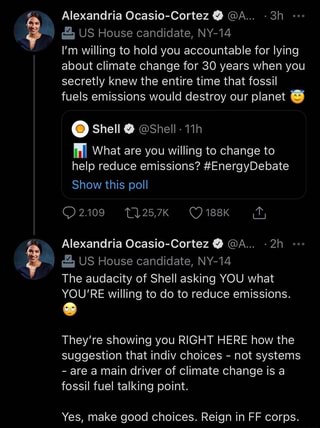 Alexandria Ocasio-Cortez @A... · 3h ...
US House candidate, NY-14
I'm willing to hold you accountable for lying
about climate change for 30 years when you
secretly knew the entire time that fossil
fuels emissions would destroy our planet 😇
Shell @Shell · 11h
📊 What are you willing to change to
help reduce emissions? #EnergyDebate
Show this poll
2.109 25,7K 188K
Alexandria Ocasio-Cortez @A... · 2h ...
US House candidate, NY-14
The audacity of Shell asking YOU what
YOU'RE willing to do to reduce emissions.
🙄
They're showing you RIGHT HERE how the
suggestion that indiv choices - not systems
- are a main driver of climate change is a
fossil fuel talking point.
Yes, make good choices. Reign in FF corps.